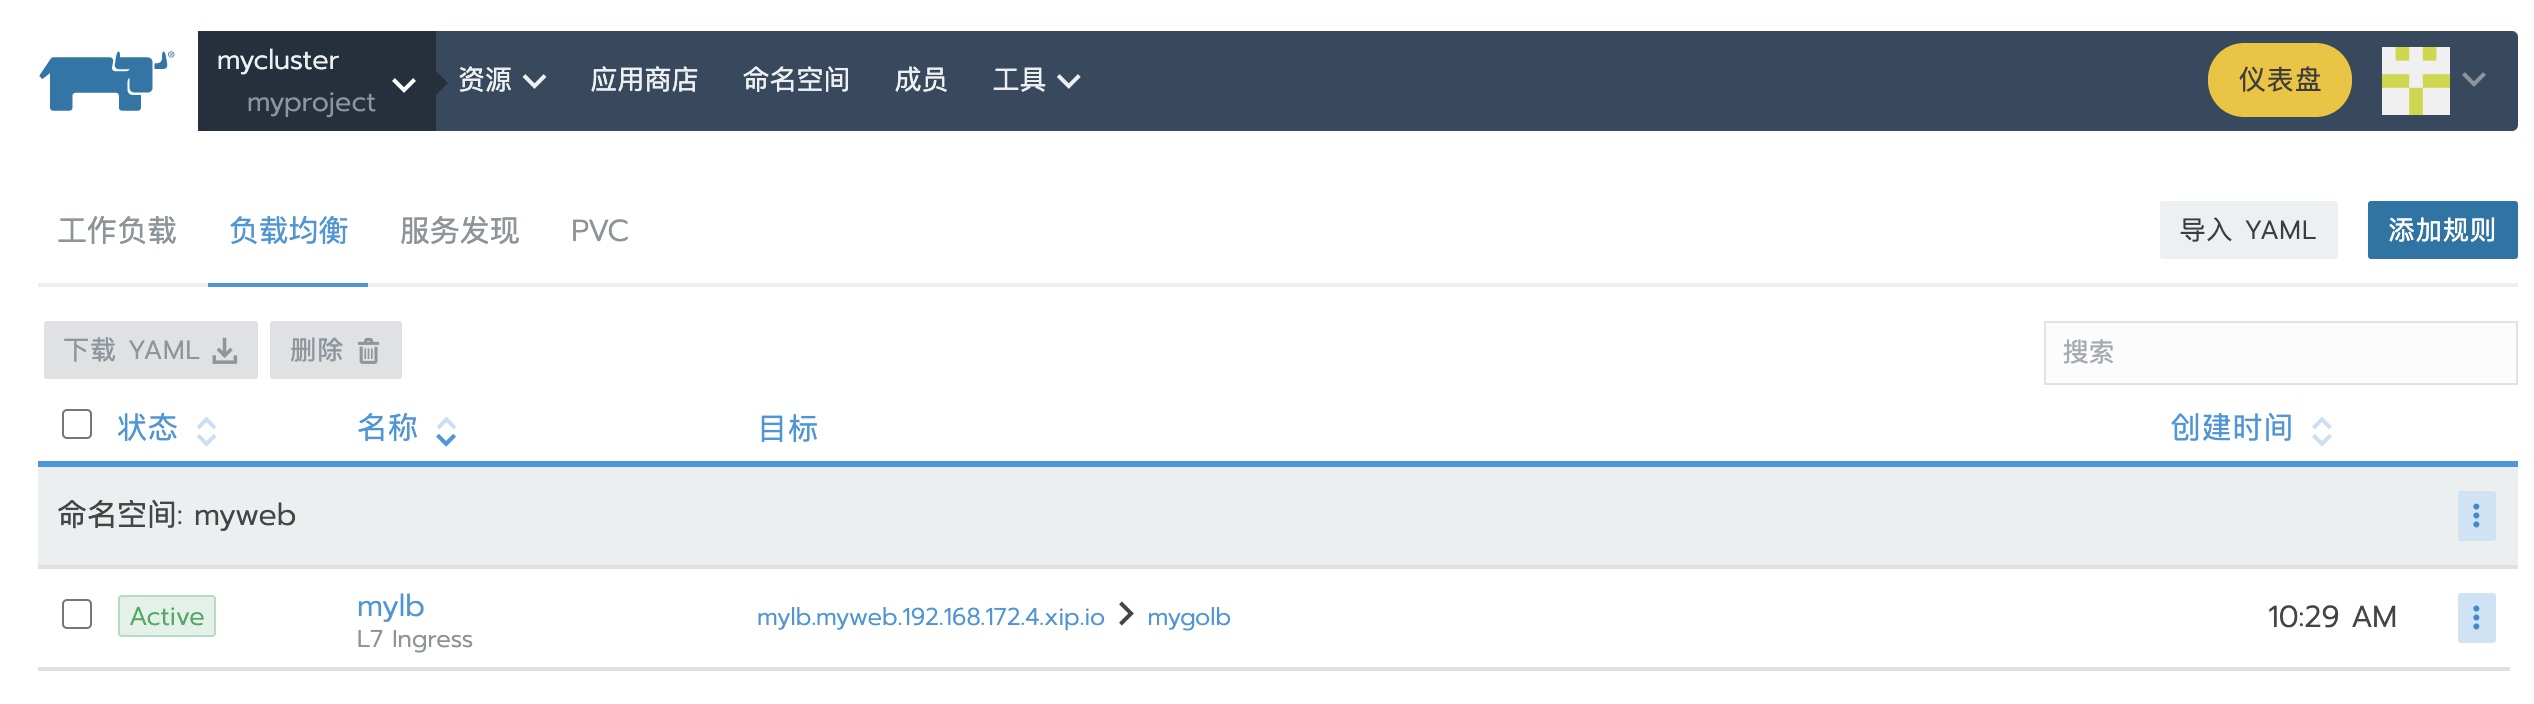 mycluster
myproject
资源 应用商店 命名空间 成员 工具 仪表盘
工作负载 负载均衡 服务发现 PVC 导入 YAML 添加规则
下载 YAML 删除 搜索
状态 名称 目标 创建时间
命名空间: myweb
Active mylb mylb.myweb.192.168.172.4.xip.io > mygolb 10:29 AM
L7 Ingress